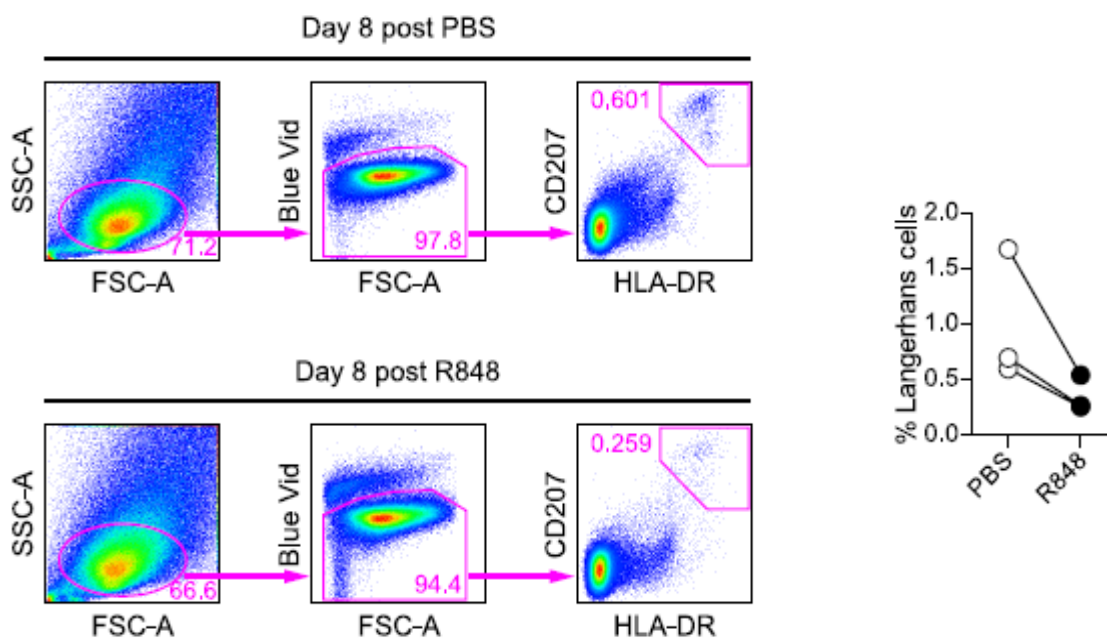 Day 8 post PBS
SSC-A
71.2
FSC-A
Blue Vid
97.8
FSC-A
CD207
0,601
HLA-DR
Day 8 post R848
SSC-A
66.6
FSC-A
Blue Vid
94.4
FSC-A
CD207
0.259
HLA-DR
% Langerhans cells
2.0
1.5
1.0
0.5
0.0
PBS
R848